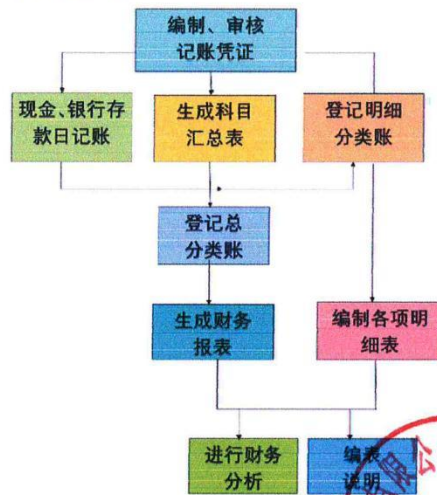 编制、审核
记账凭证
现金、银行存
款日记账
生成科目
汇总表
登记明细
分类账
登记总
分类账
生成财务
报表
编制各项明
细表
进行财务
分析
编表
说明
公